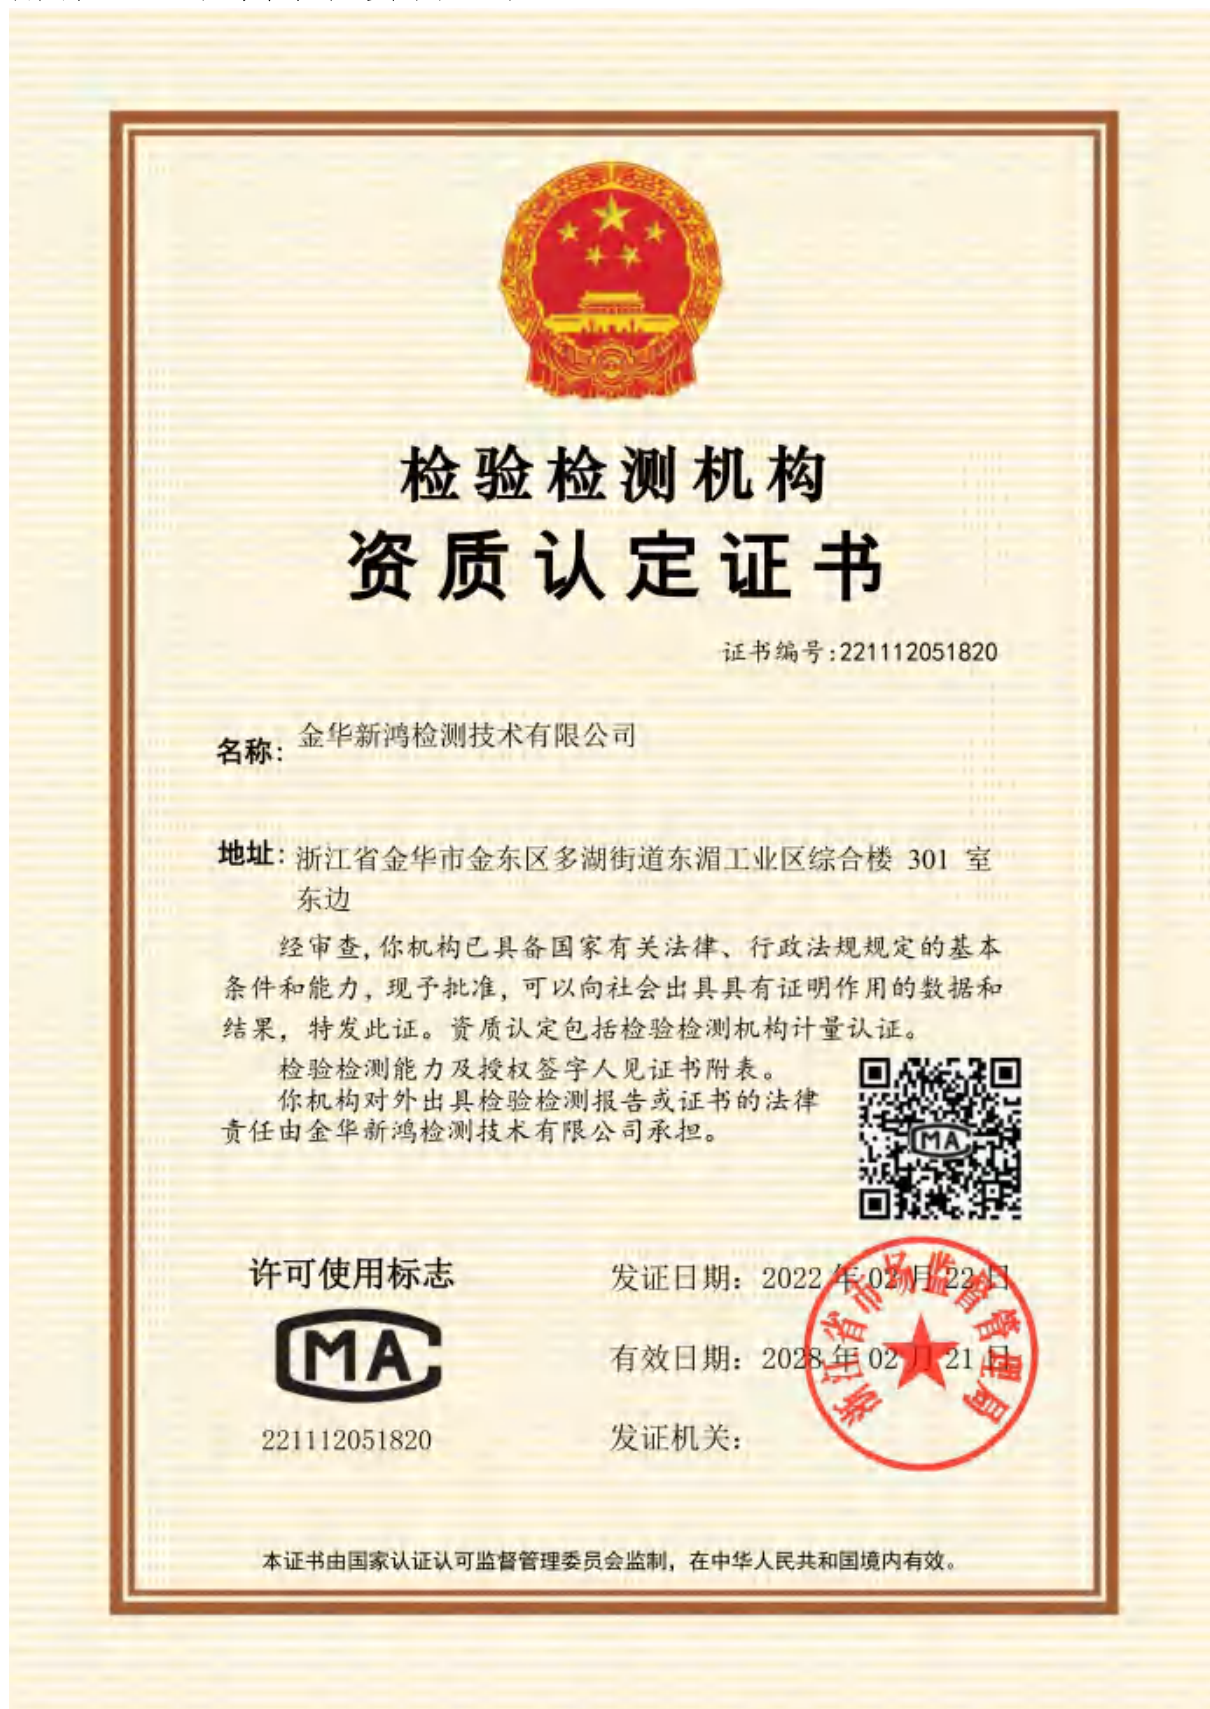 检验检测机构
资质认定证书
证书编号:221112051820
名称: 金华新鸿检测技术有限公司
地址: 浙江省金华市金东区多湖街道东湄工业区综合楼 301 室
东边
经审查,你机构已具备国家有关法律、行政法规规定的基本
条件和能力, 现予批准, 可以向社会出具具有证明作用的数据和
结果, 特发此证。资质认定包括检验检测机构计量认证。
检验检测能力及授权签字人见证书附表。
你机构对外出具检验检测报告或证书的法律
责任由金华新鸿检测技术有限公司承担。
MA
许可使用标志
MA
221112051820
发证日期: 2022 年 02 月 22 日
有效日期: 2028 年 02 月 21 日
发证机关:
浙江省市场监督管理局
本证书由国家认证认可监督管理委员会监制, 在中华人民共和国境内有效。